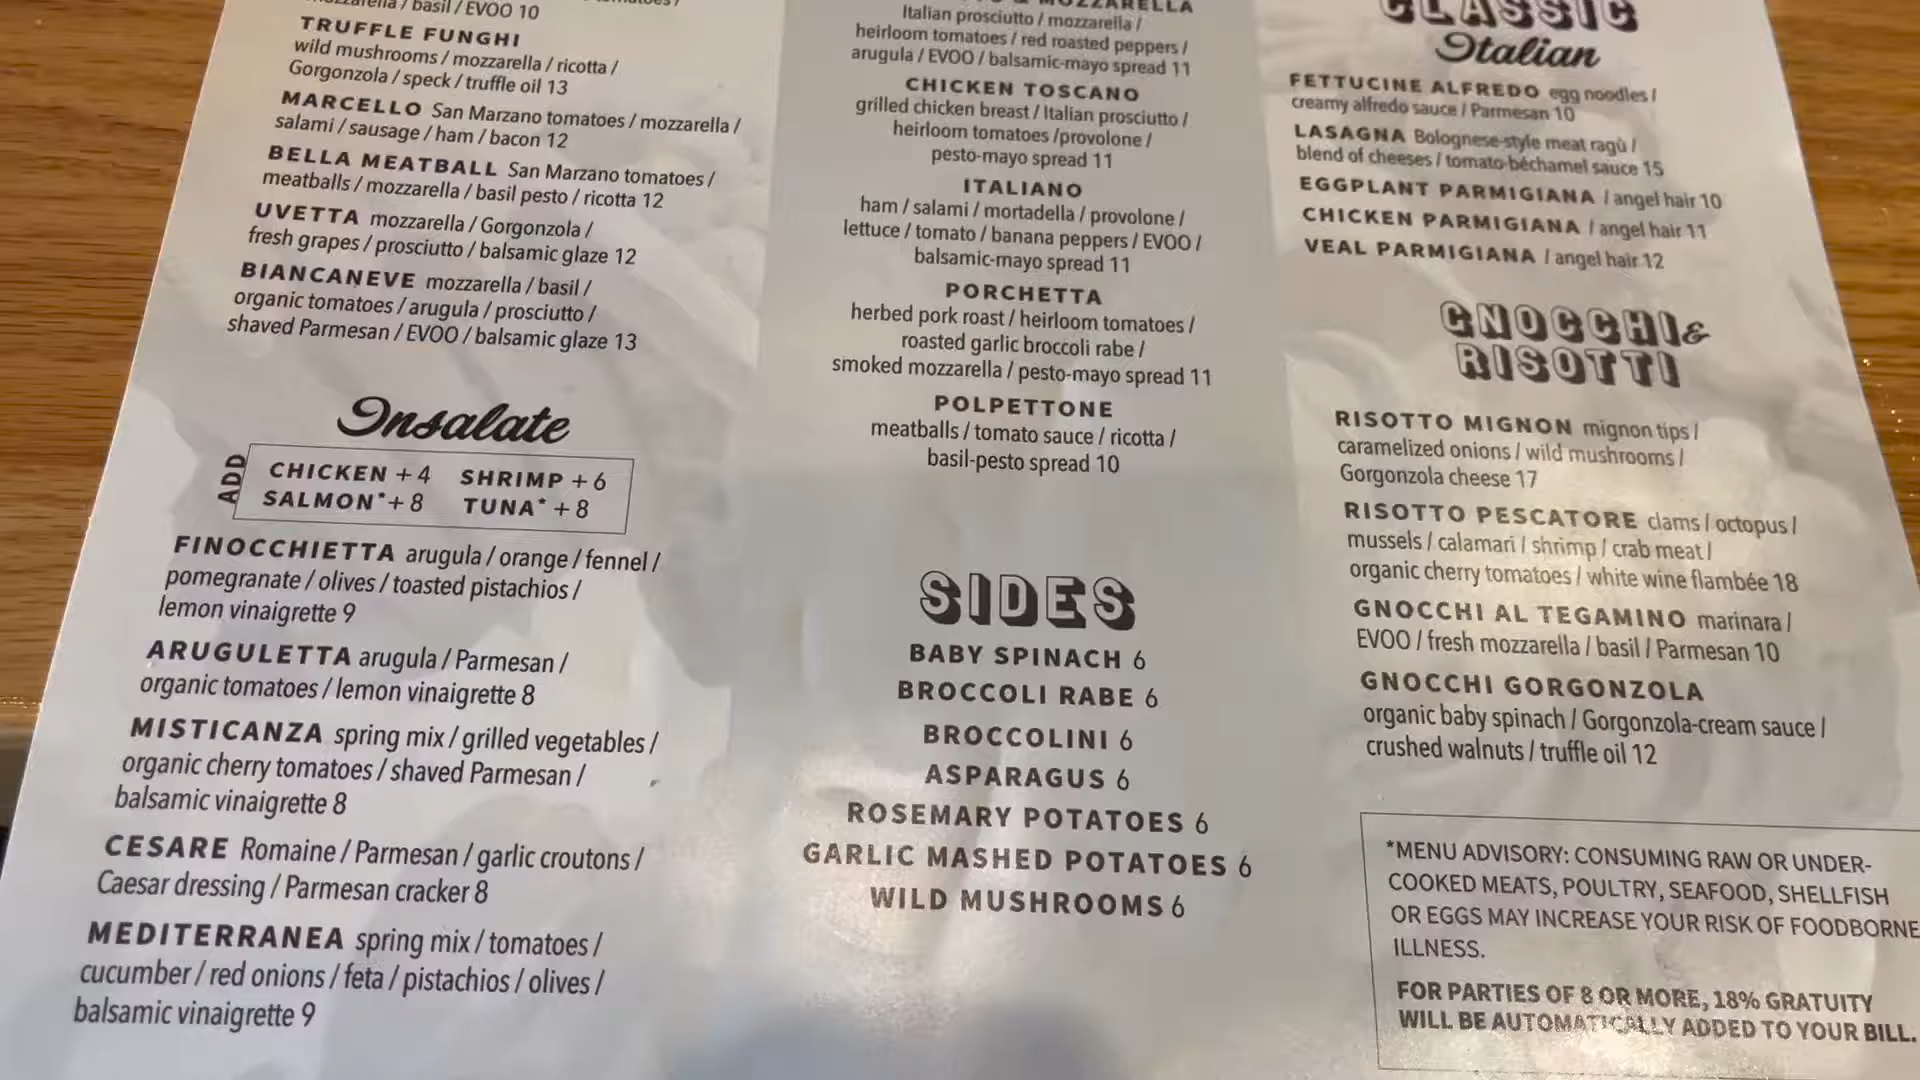 / basil / EVOO 10
TRUFFLE FUNGHI
wild mushrooms / mozzarella / ricotta /
Gorgonzola / speck / truffle oil 13
MARCELLO San Marzano tomatoes / mozzarella /
salami / sausage / ham / bacon 12
BELLA MEATBALL San Marzano tomatoes /
meatballs / mozzarella / basil pesto / ricotta 12
UVETTA mozzarella / Gorgonzola /
fresh grapes / prosciutto / balsamic glaze 12
BIANCANEVE mozzarella / basil /
organic tomatoes / arugula / prosciutto /
shaved Parmesan / EVOO / balsamic glaze 13
Insalate
ADD
CHICKEN +4 SHRIMP +6
SALMON* +8 TUNA* +8
FINOCCHIETTA arugula / orange / fennel /
pomegranate / olives / toasted pistachios /
lemon vinaigrette 9
ARUGULETTA arugula / Parmesan /
organic tomatoes / lemon vinaigrette 8
MISTICANZA spring mix / grilled vegetables /
organic cherry tomatoes / shaved Parmesan /
balsamic vinaigrette 8
CESARE Romaine / Parmesan / garlic croutons /
Caesar dressing / Parmesan cracker 8
MEDITERRANEA spring mix / tomatoes /
cucumber / red onions / feta / pistachios / olives /
balsamic vinaigrette 9
& MOZZARELLA
Italian prosciutto / mozzarella /
heirloom tomatoes / red roasted peppers /
arugula / EVOO / balsamic-mayo spread 11
CHICKEN TOSCANO
grilled chicken breast / Italian prosciutto /
heirloom tomatoes /provolone /
pesto-mayo spread 11
ITALIANO
ham / salami / mortadella / provolone /
lettuce / tomato / banana peppers / EVOO /
balsamic-mayo spread 11
PORCHETTA
herbed pork roast / heirloom tomatoes /
roasted garlic broccoli rabe /
smoked mozzarella / pesto-mayo spread 11
POLPETTONE
meatballs / tomato sauce / ricotta /
basil-pesto spread 10
SIDES
BABY SPINACH 6
BROCCOLI RABE 6
BROCCOLINI 6
ASPARAGUS 6
ROSEMARY POTATOES 6
GARLIC MASHED POTATOES 6
WILD MUSHROOMS 6
CLASSIC
Italian
FETTUCINE ALFREDO egg noodles /
creamy alfredo sauce / Parmesan 10
LASAGNA Bolognese-style meat ragù /
blend of cheeses / tomato-béchamel sauce 15
EGGPLANT PARMIGIANA / angel hair 10
CHICKEN PARMIGIANA / angel hair 11
VEAL PARMIGIANA / angel hair 12
GNOCCHI &
RISOTTI
RISOTTO MIGNON mignon tips /
caramelized onions / wild mushrooms /
Gorgonzola cheese 17
RISOTTO PESCATORE clams / octopus /
mussels / calamari / shrimp / crab meat /
organic cherry tomatoes / white wine flambée 18
GNOCCHI AL TEGAMINO marinara /
EVOO / fresh mozzarella / basil / Parmesan 10
GNOCCHI GORGONZOLA
organic baby spinach / Gorgonzola-cream sauce /
crushed walnuts / truffle oil 12
*MENU ADVISORY: CONSUMING RAW OR UNDER-
COOKED MEATS, POULTRY, SEAFOOD, SHELLFISH
OR EGGS MAY INCREASE YOUR RISK OF FOODBORNE
ILLNESS.
FOR PARTIES OF 8 OR MORE, 18% GRATUITY
WILL BE AUTOMATICALLY ADDED TO YOUR BILL.